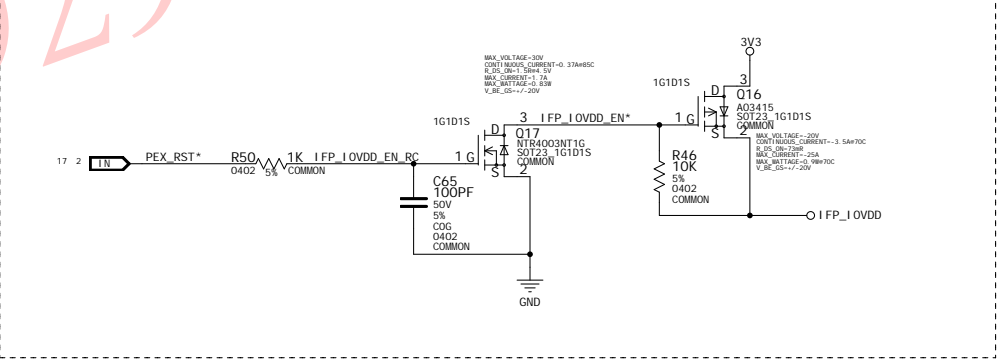 3V3
MAX_VOLTAGE=30V
CONTINUOUS_CURRENT=0.37A@85C
R_DS_ON=1.5R@4.5V
MAX_CURRENT=1.7A
MAX_WATTAGE=0.83W
V_BE_GS=+/-20V
1G1D1S
3
D
Q16
AO3415
SOT23_1G1D1S
COMMON
1
G
S
2
MAX_VOLTAGE=-20V
CONTINUOUS_CURRENT=-3.5A@70C
R_DS_ON=73mR
MAX_CURRENT=-25A
MAX_WATTAGE=0.9W@70C
V_BE_GS=+/-20V
1G1D1S
3
IFP_IOVDD_EN*
D
Q17
NTR4003NT1G
SOT23_1G1D1S
COMMON
1
G
S
2
17 2
IN
PEX_RST*
R50
1K
IFP_IOVDD_EN_RC
0402
5%
COMMON
R46
10K
5%
0402
COMMON
C65
100PF
50V
5%
COG
0402
COMMON
IFP_IOVDD
GND